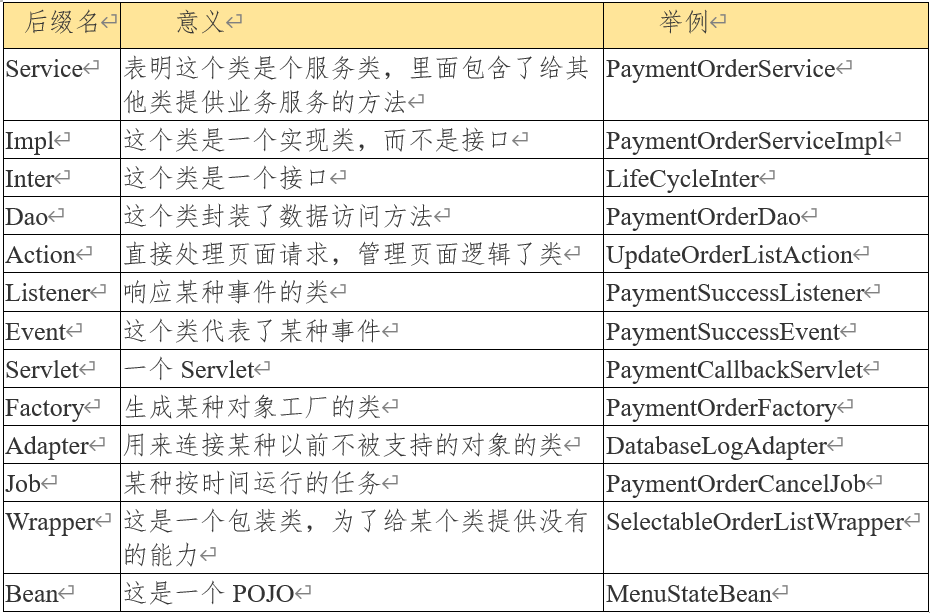 后缀名 意义 举例
Service 表明这个类是个服务类，里面包含了给其 PaymentOrderService
他类提供业务服务的方法
Impl 这个类是一个实现类，而不是接口 PaymentOrderServiceImpl
Inter 这个类是一个接口 LifeCycleInter
Dao 这个类封装了数据访问方法 PaymentOrderDao
Action 直接处理页面请求，管理页面逻辑了类 UpdateOrderListAction
Listener 响应某种事件的类 PaymentSuccessListener
Event 这个类代表了某种事件 PaymentSuccessEvent
Servlet 一个 Servlet PaymentCallbackServlet
Factory 生成某种对象工厂的类 PaymentOrderFactory
Adapter 用来连接某种以前不被支持的对象的类 DatabaseLogAdapter
Job 某种按时间运行的任务 PaymentOrderCancelJob
Wrapper 这是一个包装类，为了给某个类提供没有 SelectableOrderListWrapper
的能力
Bean 这是一个 POJO MenuStateBean